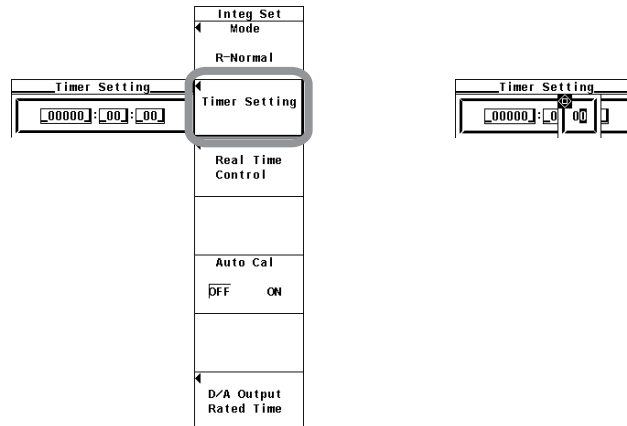 Integ Set
Mode
R-Normal
Timer Setting
Real Time
Control
Auto Cal
OFF ON
D/A Output
Rated Time
Timer Setting
_00000_:_00_:_00_
Timer Setting
_00000_:_0 00